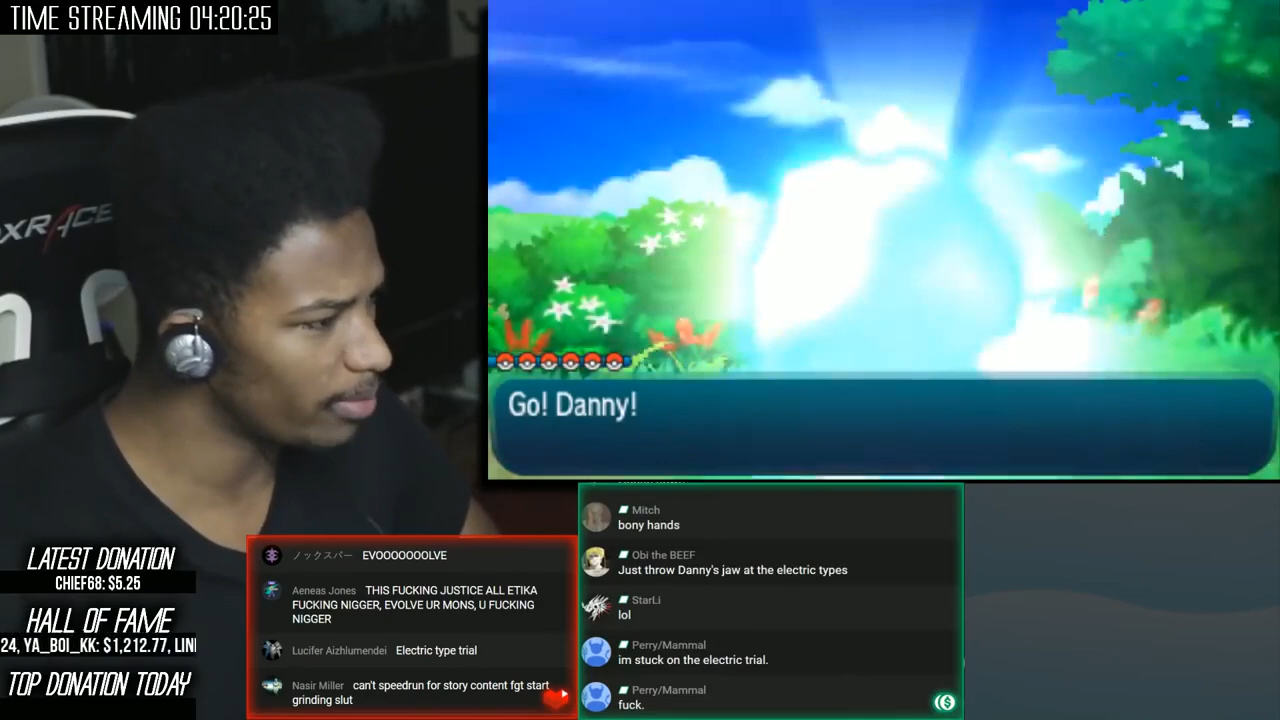 TIME STREAMING 04:20:25
XRACE
Go! Danny!
LATEST DONATION
CHIEF68: $5.25
HALL OF FAME
24, YA_BOI_KK: $1,212.77, LINI
TOP DONATION TODAY
ノックスバー EVOOOOOOOLVE
Aeneas Jones THIS FUCKING JUSTICE ALL ETIKA
FUCKING NIGGER, EVOLVE UR MONS, U FUCKING
NIGGER
Lucifer Aizhlumendei Electric type trial
Nasir Miller can't speedrun for story content fgt start
grinding slut
Mitch
bony hands
Obi the BEEF
Just throw Danny's jaw at the electric types
StarLi
lol
Perry/Mammal
im stuck on the electric trial.
Perry/Mammal
fuck.